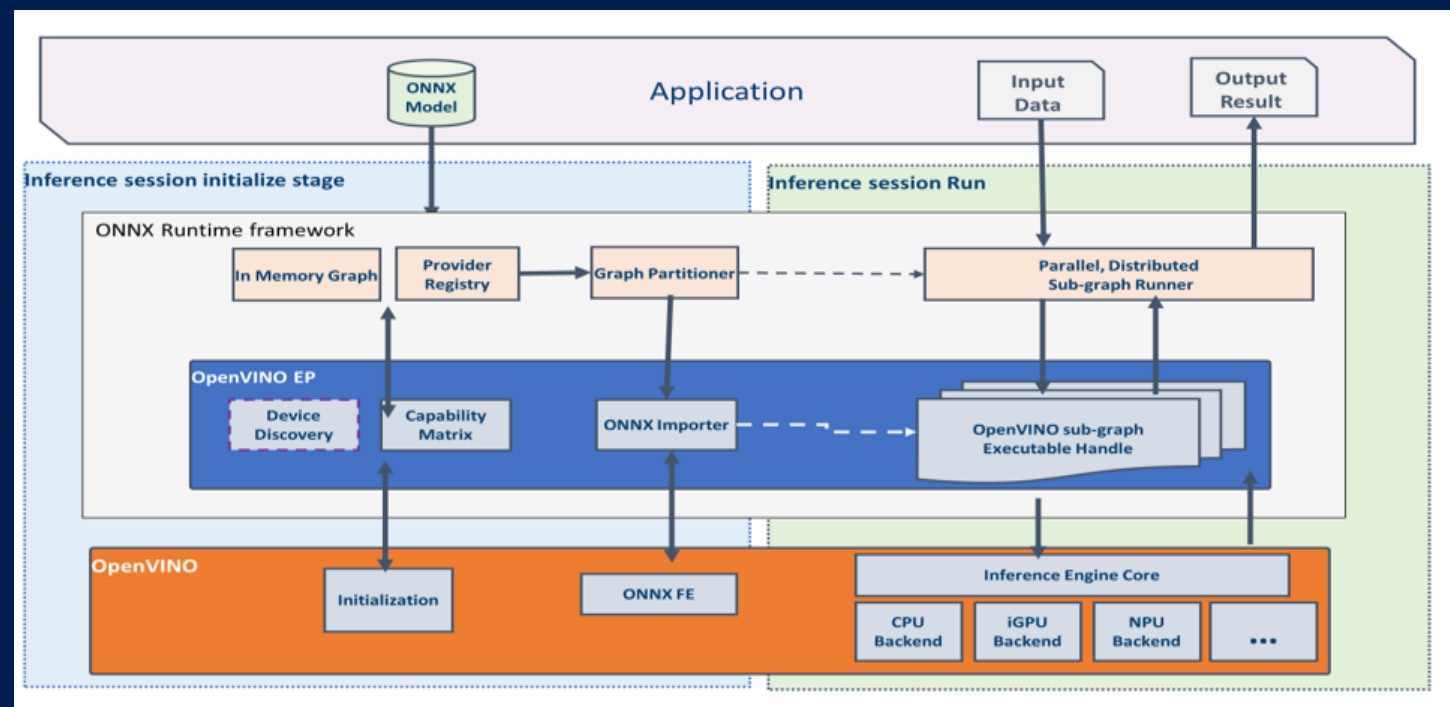 ONNX
Model
Application
Input
Data
Output
Result
Inference session initialize stage
Inference session Run
ONNX Runtime framework
In Memory Graph
Provider
Registry
Graph Partitioner
Parallel, Distributed
Sub-graph Runner
OpenVINO EP
Device
Discovery
Capability
Matrix
ONNX Importer
OpenVINO sub-graph
Executable Handle
OpenVINO
Initialization
ONNX FE
Inference Engine Core
CPU
Backend
iGPU
Backend
NPU
Backend
...